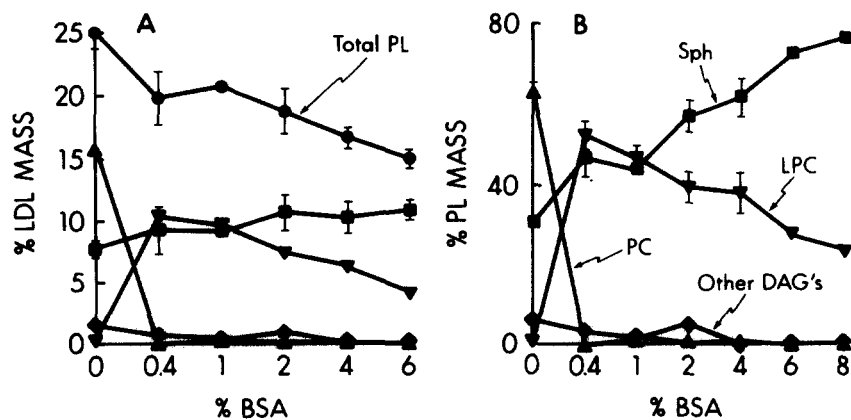 A
25
20
15
10
5
0
% LDL MASS
Total PL
0 0.4 1 2 4 6
% BSA
B
80
40
0
% PL MASS
Sph
LPC
PC
Other DAG's
0 0.4 1 2 4 6 8
% BSA